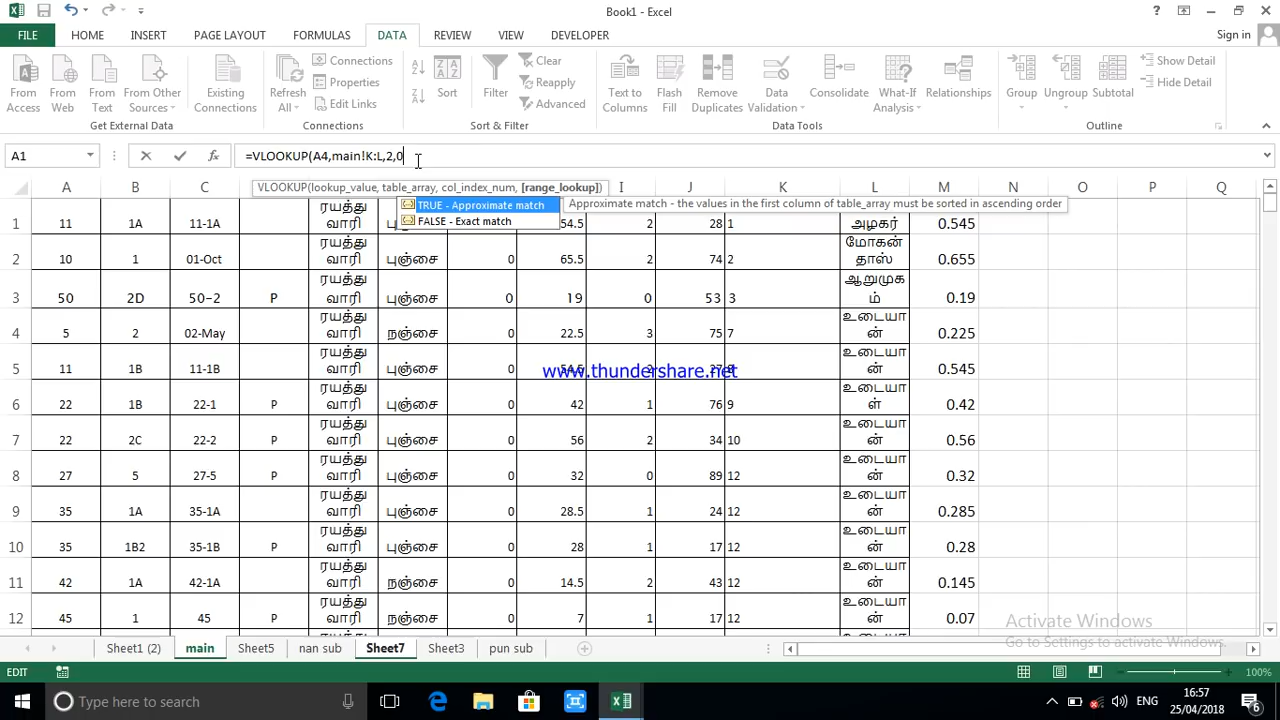 Book1 - Excel
FILE HOME INSERT PAGE LAYOUT FORMULAS DATA REVIEW VIEW DEVELOPER Sign in
From Access From Web From Text From Other Sources Existing Connections Refresh All Connections Properties Edit Links Sort Filter Clear Reapply Advanced Text to Columns Flash Fill Remove Duplicates Data Validation Consolidate What-If Analysis Relationships Group Ungroup Subtotal Show Detail Hide Detail
Get External Data Connections Sort & Filter Data Tools Outline
A1 =VLOOKUP(A4,main!K:L,2,0
VLOOKUP(lookup_value, table_array, col_index_num, [range_lookup])
A B C I J K L M N O P Q
TRUE - Approximate match Approximate match - the values in the first column of table_array must be sorted in ascending order
FALSE - Exact match
1 11 1A 11-1A ரயத்து வாரி 54.5 2 28 1 அழகர் 0.545
2 10 1 01-Oct ரயத்து வாரி புஞ்சை 0 65.5 2 74 2 மோகன் தாஸ் 0.655
3 50 2D 50-2 P ரயத்து வாரி புஞ்சை 0 19 0 53 3 ஆறுமுகம் 0.19
4 5 2 02-May ரயத்து வாரி நஞ்சை 0 22.5 3 75 7 உடையான் 0.225
5 11 1B 11-1B ரயத்து வாரி புஞ்சை 0 54.5 2 27 உடையான் 0.545
www.thundershare.net
6 22 1B 22-1 P ரயத்து வாரி புஞ்சை 0 42 1 76 9 உடையாள் 0.42
7 22 2C 22-2 P ரயத்து வாரி புஞ்சை 0 56 2 34 10 உடையான் 0.56
8 27 5 27-5 P ரயத்து வாரி புஞ்சை 0 32 0 89 12 உடையான் 0.32
9 35 1A 35-1A ரயத்து வாரி புஞ்சை 0 28.5 1 24 12 உடையான் 0.285
10 35 1B2 35-1B ரயத்து வாரி புஞ்சை 0 28 1 17 12 உடையான் 0.28
11 42 1A 42-1A ரயத்து வாரி நஞ்சை 0 14.5 2 43 12 உடையான் 0.145
12 45 1 45 P ரயத்து வாரி நஞ்சை 0 7 1 17 12 உடையான் 0.07
Activate Windows
Go to Settings to activate Windows.
Sheet1 (2) main Sheet5 nan sub Sheet7 Sheet3 pun sub
EDIT 100%
Type here to search ENG 16:57 25/04/2018 6